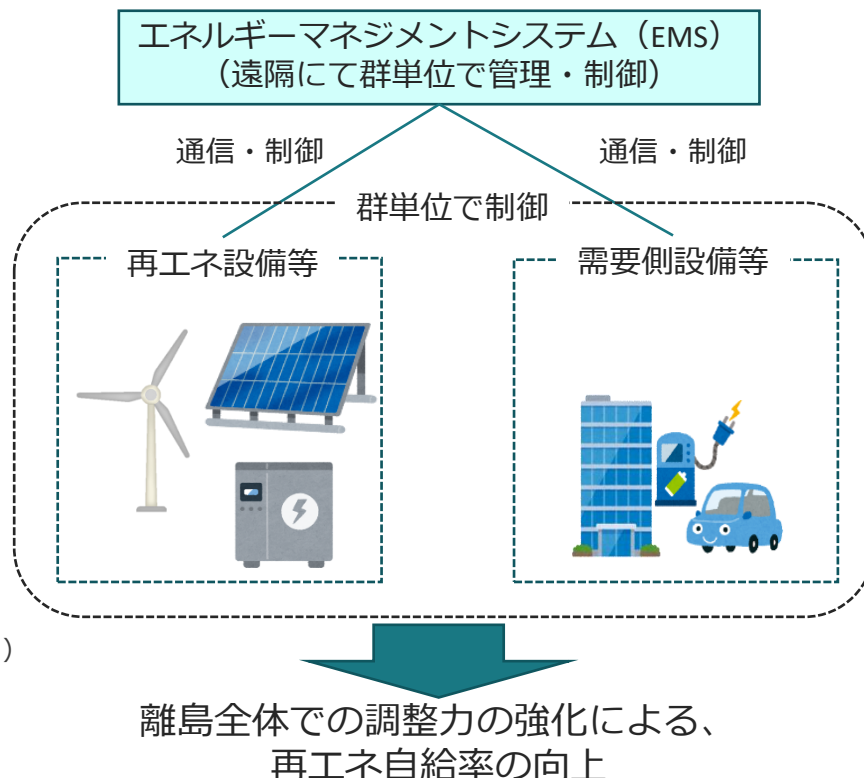 エネルギーマネジメントシステム（EMS）
（遠隔にて群単位で管理・制御）
通信・制御
通信・制御
群単位で制御
再エネ設備等
需要側設備等
）
離島全体での調整力の強化による、
再エネ自給率の向上